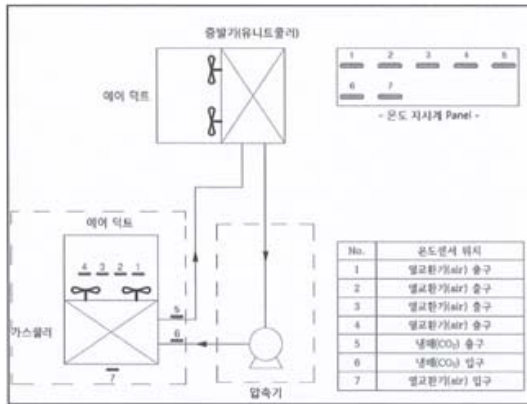 증발기(유니트쿨러)
에어 덕트
1 2 3 4 5
6 7
- 온도 지시계 Panel -
에어 덕트
4 3 2 1
5
6
가스쿨러
7
압축기
No. 온도센서 위치
1 열교환기(air) 출구
2 열교환기(air) 출구
3 열교환기(air) 출구
4 열교환기(air) 출구
5 냉매(CO₂) 출구
6 냉매(CO₂) 입구
7 열교환기(air) 입구